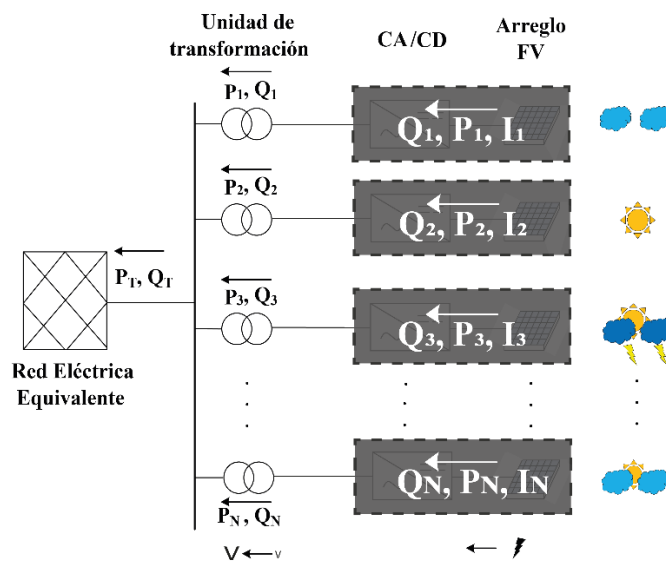 Unidad de
transformación
CA/CD
Arreglo
FV
P1, Q1
Q1, P1, I1
P2, Q2
Q2, P2, I2
PT, QT
P3, Q3
Q3, P3, I3
Red Eléctrica
Equivalente
QN, PN, IN
PN, QN
V
v